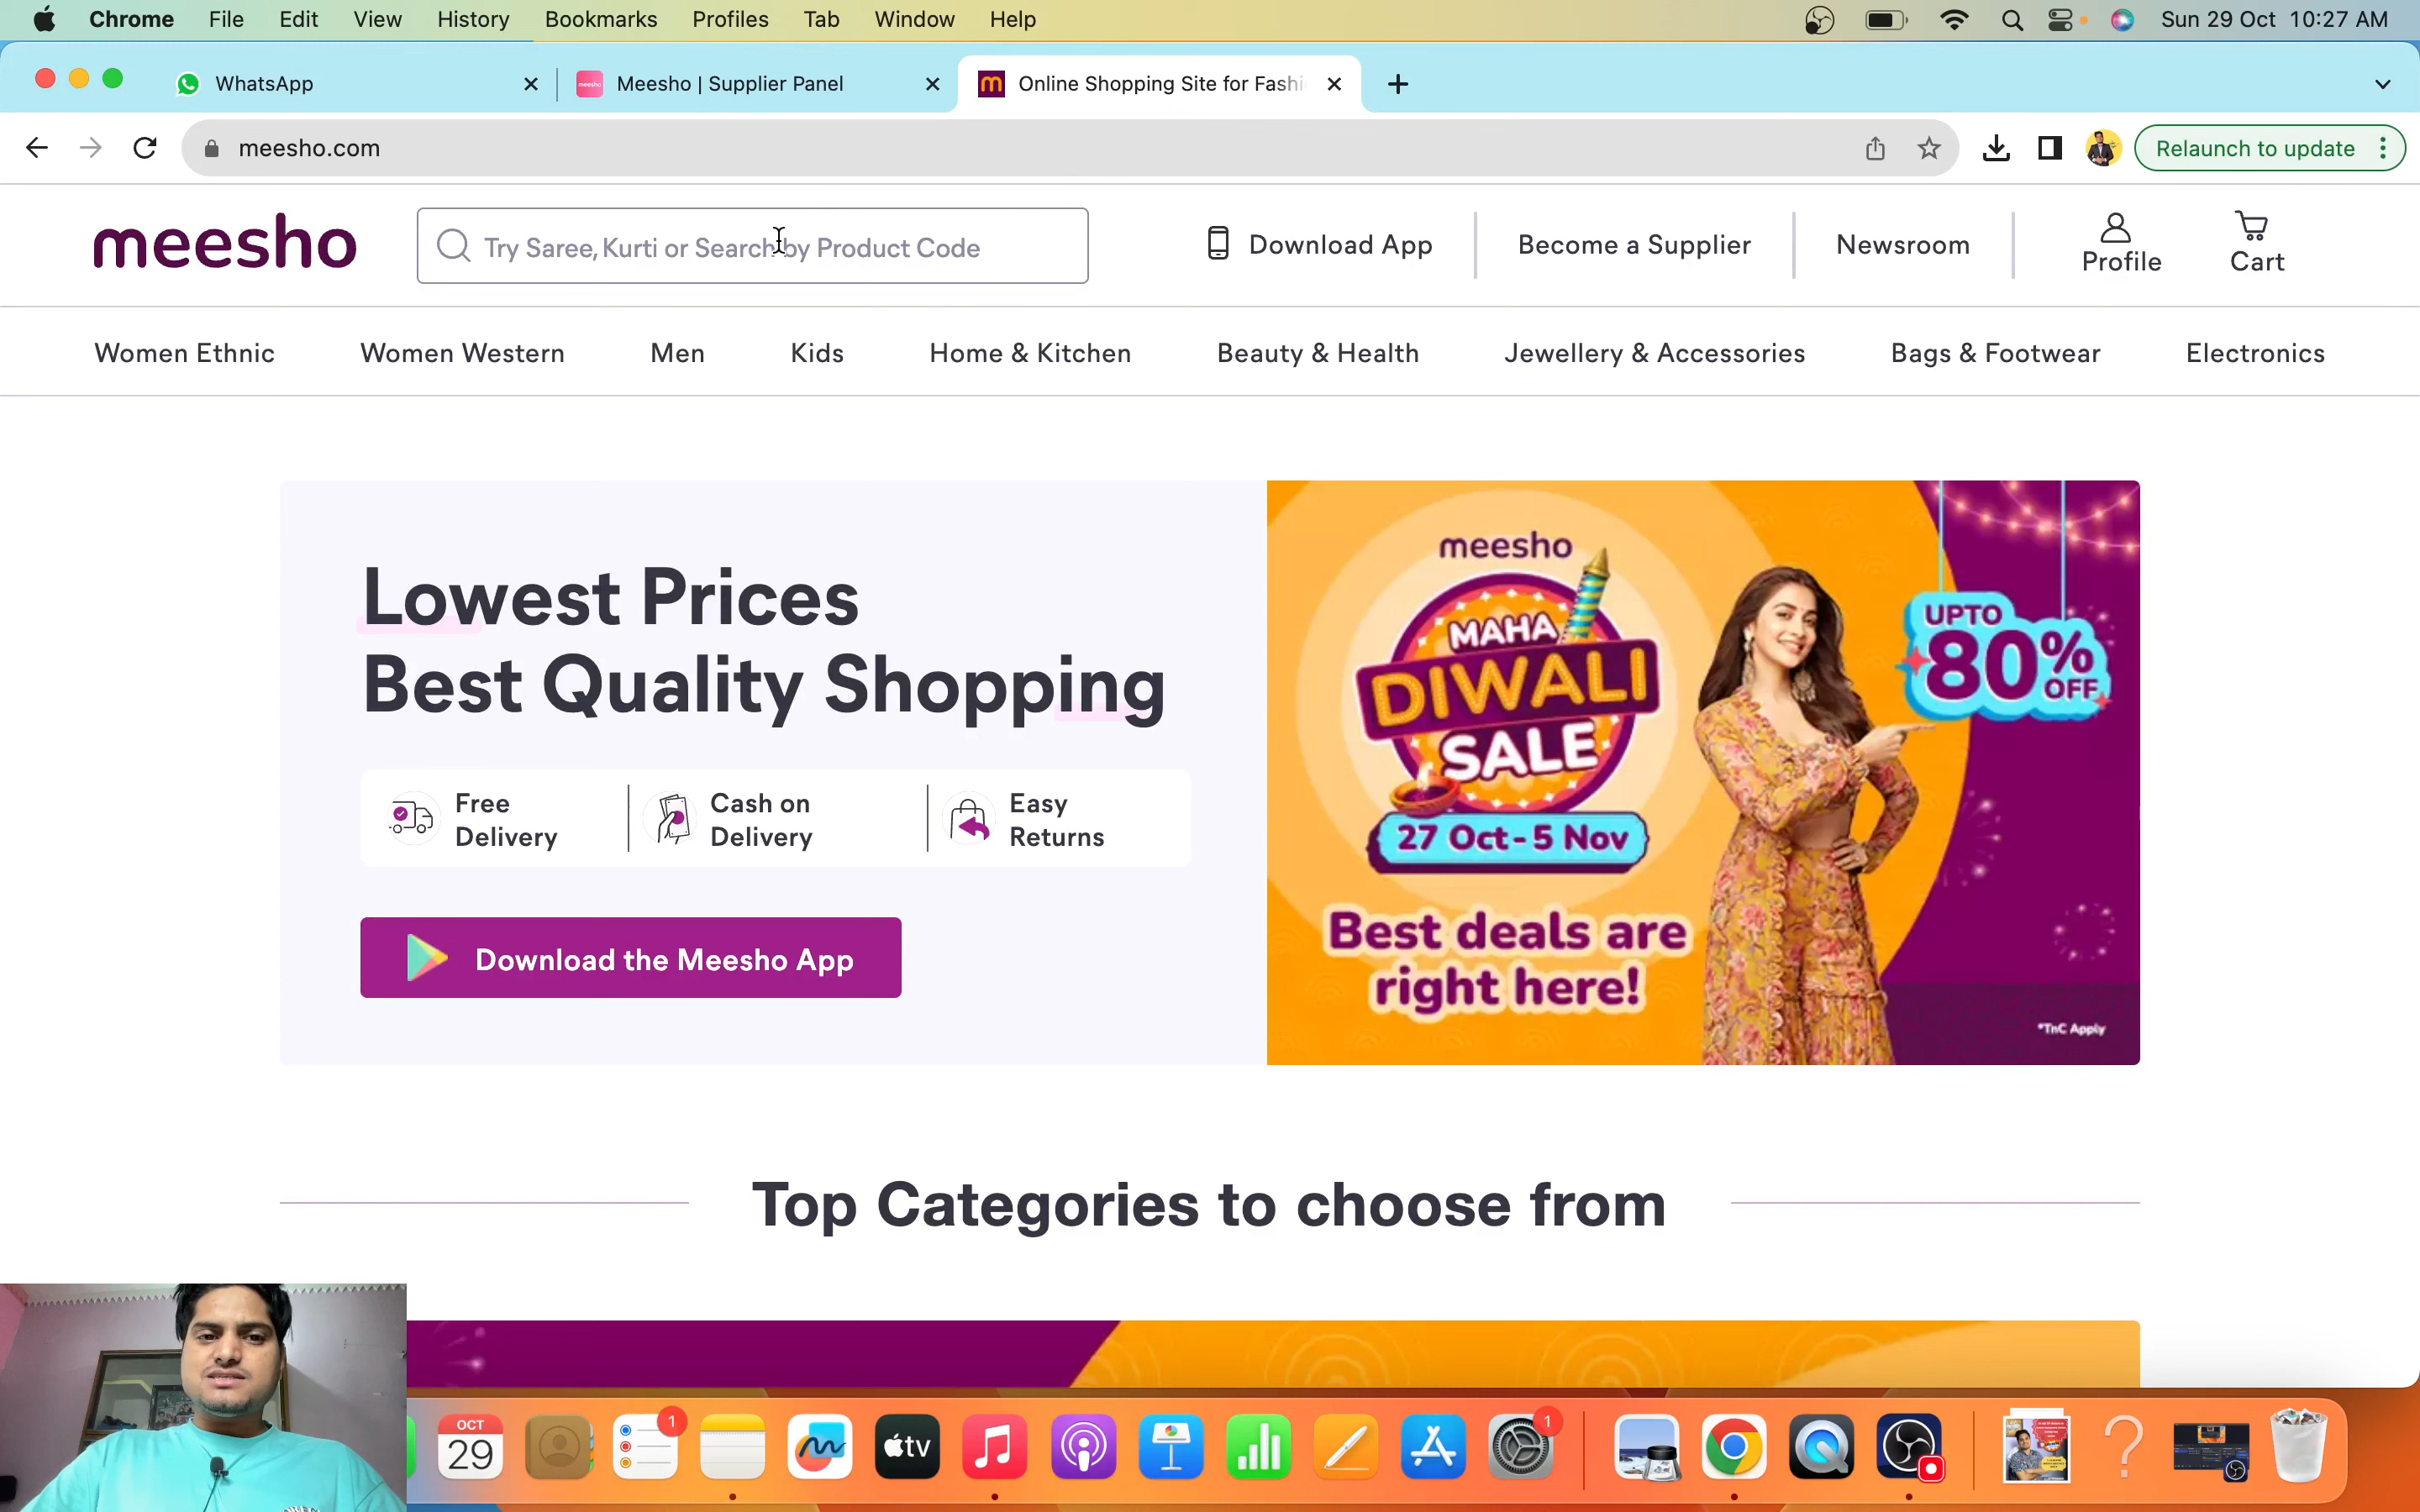 Chrome File Edit View History Bookmarks Profiles Tab Window Help Sun 29 Oct 10:27 AM
WhatsApp Meesho | Supplier Panel Online Shopping Site for Fashi
meesho.com Relaunch to update
meesho Try Saree, Kurti or Search by Product Code Download App Become a Supplier Newsroom Profile Cart
Women Ethnic Women Western Men Kids Home & Kitchen Beauty & Health Jewellery & Accessories Bags & Footwear Electronics
Lowest Prices
Best Quality Shopping
Free
Delivery
Cash on
Delivery
Easy
Returns
Download the Meesho App
meesho
MAHA
DIWALI
SALE
27 Oct - 5 Nov
Best deals are
right here!
UPTO
80%
OFF
*TnC Apply
Top Categories to choose from
OCT
29
1
tv
1